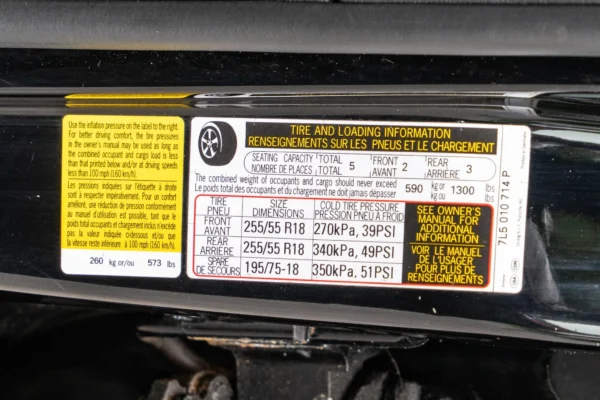 Use the inflation pressure on the label to the right.
For better driving comfort, the tire pressures
in the owner's manual may be used as long as
the combined occupant and cargo load is less
than that printed below and/or at driving speeds
less than 100 mph (160 km/h).
Les pressions indiquées sur l'étiquette à droite
sont à respecter impérativement. Pour un confort
amélioré, une réduction de pression conformément
au manuel d'utilisation est possible, tant que le
poids total occupants et chargement inclus n'excède
pas la valeur indiquée ci-dessous et/ou que
la vitesse reste inférieure à 100 mph (160 km/h).
260 kg or/ou 573 lbs
TIRE AND LOADING INFORMATION
RENSEIGNEMENTS SUR LES PNEUS ET LE CHARGEMENT
SEATING CAPACITY TOTAL 5 FRONT 2 REAR 3
NOMBRE DE PLACES TOTAL AVANT ARRIÈRE
The combined weight of occupants and cargo should never exceed 590 kg or 1300 lbs
Le poids total des occupants et du chargement ne doit jamais dépasser kg ou lbs
TIRE PNEU SIZE DIMENSIONS COLD TIRE PRESSURE PRESSION PNEU À FROID
FRONT AVANT 255/55 R18 270kPa, 39PSI
REAR ARRIÈRE 255/55 R18 340kPa, 49PSI
SPARE DE SECOURS 195/75-18 350kPa, 51PSI
SEE OWNER'S
MANUAL FOR
ADDITIONAL
INFORMATION
VOIR LE MANUEL
DE L'USAGER
POUR PLUS DE
RENSEIGNEMENTS
7L5 010 714 P